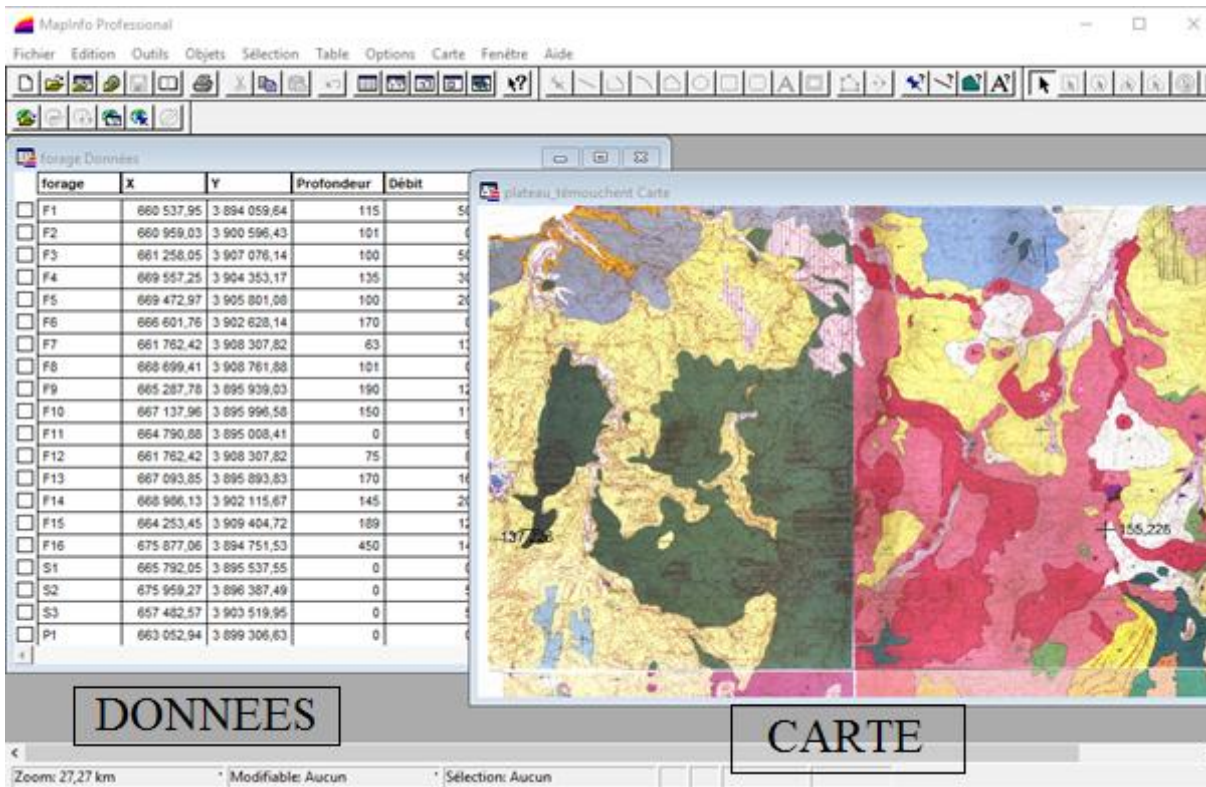 MapInfo Professional
Fichier Edition Outils Objets Sélection Table Options Carte Fenêtre Aide
forage Données
forage X Y Profondeur Débit
F1 660 537,95 3 894 059,64 115
F2 660 959,03 3 900 596,43 101
F3 661 258,05 3 907 076,14 100
F4 669 557,25 3 904 353,17 135
F5 669 472,97 3 905 801,08 100
F6 666 601,76 3 902 628,14 170
F7 661 762,42 3 908 307,82 63
F8 668 699,41 3 908 761,88 101
F9 665 287,78 3 895 939,03 190
F10 667 137,96 3 895 996,58 150
F11 664 790,88 3 895 008,41 0
F12 661 762,42 3 908 307,82 75
F13 667 093,85 3 895 893,83 170
F14 668 986,13 3 902 115,67 145
F15 664 253,45 3 909 404,72 189
F16 675 877,06 3 894 751,53 450
S1 665 792,05 3 895 537,55 0
S2 675 959,27 3 896 387,49 0
S3 657 482,57 3 903 519,95 0
P1 663 052,94 3 899 306,63 0
plateau_témouchent Carte
155,226
DONNEES
CARTE
Zoom: 27,27 km Modifiable: Aucun Sélection: Aucun